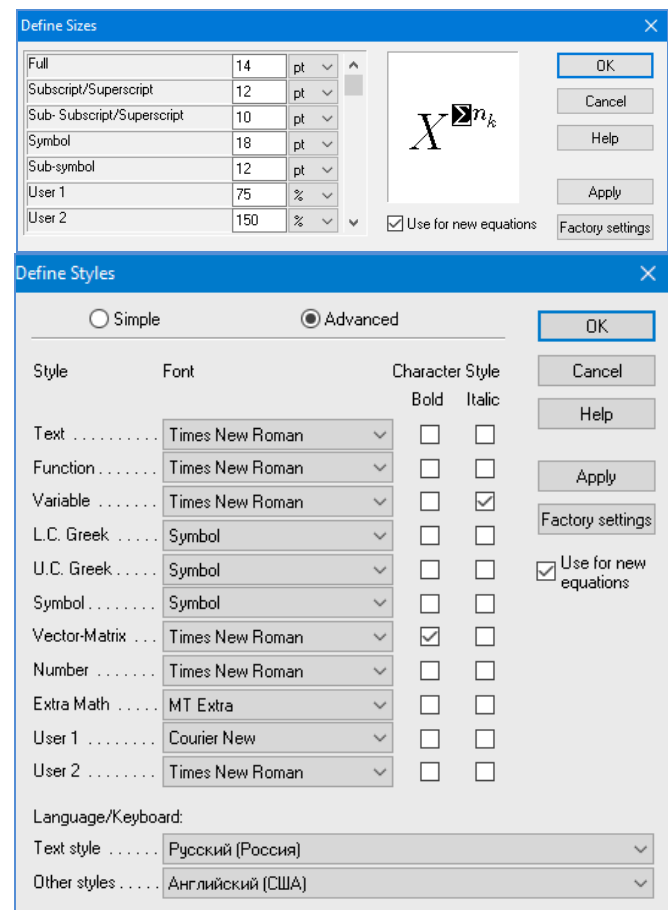 Define Sizes
Full 14 pt
Subscript/Superscript 12 pt
Sub- Subscript/Superscript 10 pt
Symbol 18 pt
Sub-symbol 12 pt
User 1 75 %
User 2 150 %
X Σ n k
Use for new equations
OK
Cancel
Help
Apply
Factory settings
Define Styles
Simple Advanced
Style Font Character Style
Bold Italic
Text . . . . . . . . . . Times New Roman
Function . . . . . . . Times New Roman
Variable . . . . . . . Times New Roman
L.C. Greek . . . . . Symbol
U.C. Greek . . . . . Symbol
Symbol . . . . . . . . Symbol
Vector-Matrix . . . Times New Roman
Number . . . . . . . Times New Roman
Extra Math . . . . . MT Extra
User 1 . . . . . . . . Courier New
User 2 . . . . . . . . Times New Roman
Language/Keyboard:
Text style . . . . . . Русский (Россия)
Other styles . . . . . Английский (США)
OK
Cancel
Help
Apply
Factory settings
Use for new
equations